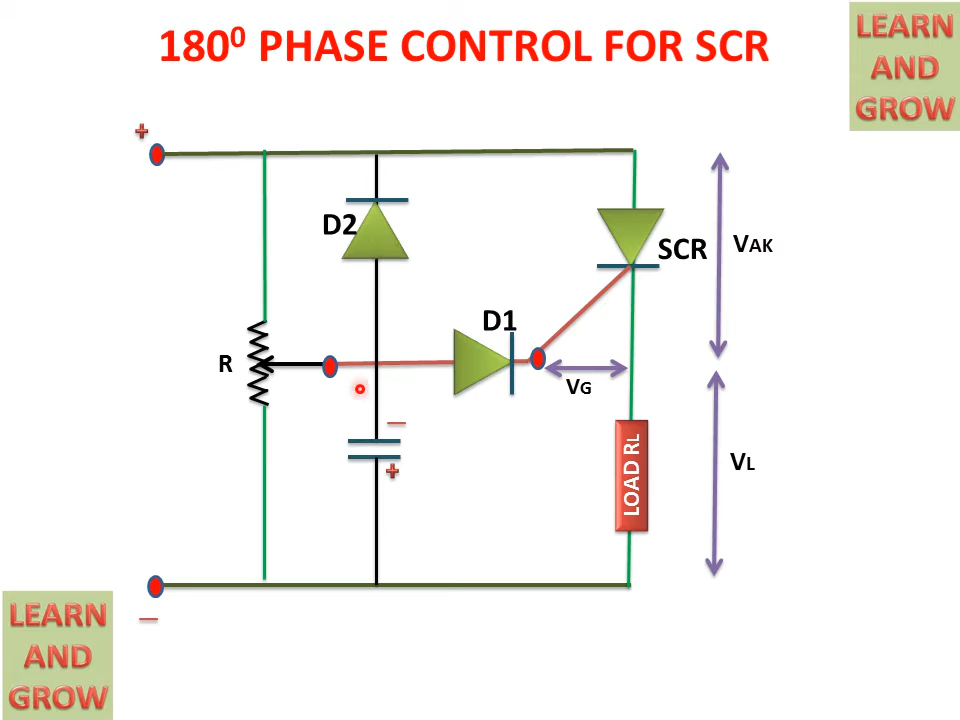 180⁰ PHASE CONTROL FOR SCR
LEARN
AND
GROW
+
D2
SCR
VAK
D1
R
VG
_
+
LOAD RL
VL
_
LEARN
AND
GROW